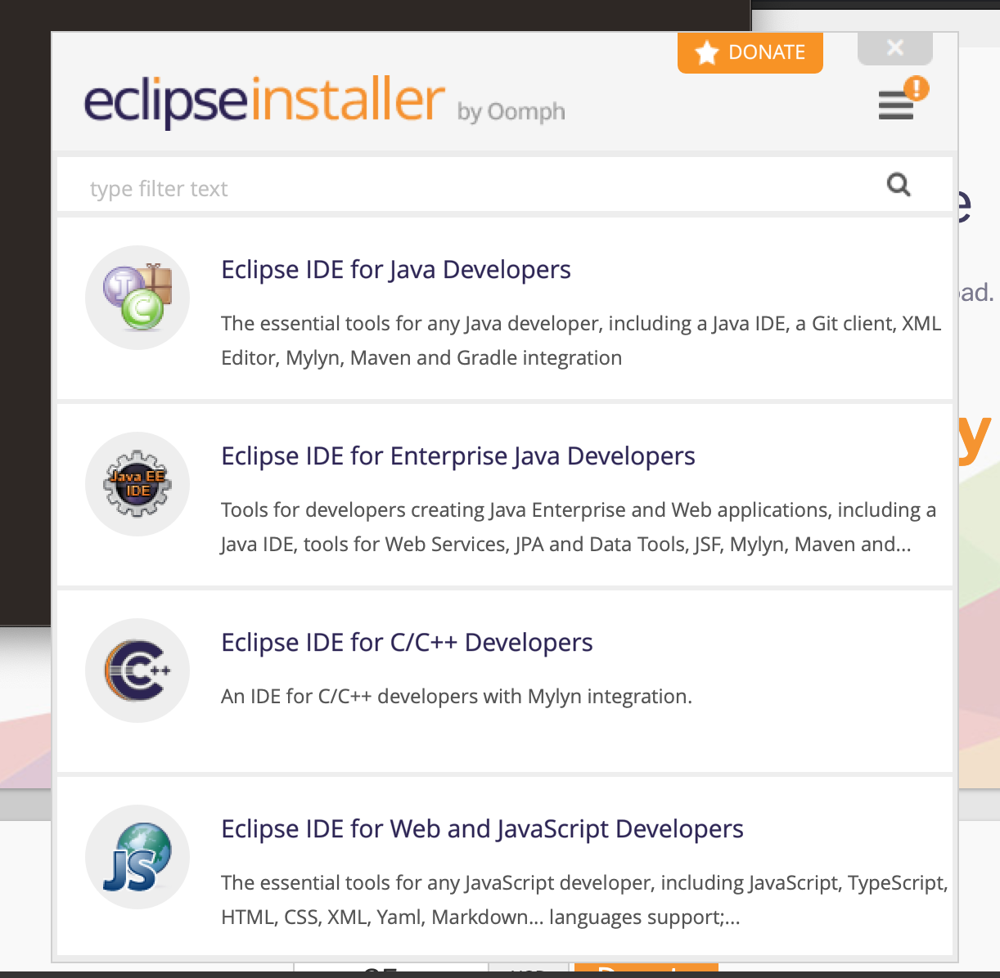 DONATE
eclipseinstaller by Oomph
type filter text
Eclipse IDE for Java Developers
The essential tools for any Java developer, including a Java IDE, a Git client, XML
Editor, Mylyn, Maven and Gradle integration
Eclipse IDE for Enterprise Java Developers
Java EE
IDE
Tools for developers creating Java Enterprise and Web applications, including a
Java IDE, tools for Web Services, JPA and Data Tools, JSF, Mylyn, Maven and...
Eclipse IDE for C/C++ Developers
C++
An IDE for C/C++ developers with Mylyn integration.
Eclipse IDE for Web and JavaScript Developers
JS
The essential tools for any JavaScript developer, including JavaScript, TypeScript,
HTML, CSS, XML, Yaml, Markdown... languages support;...